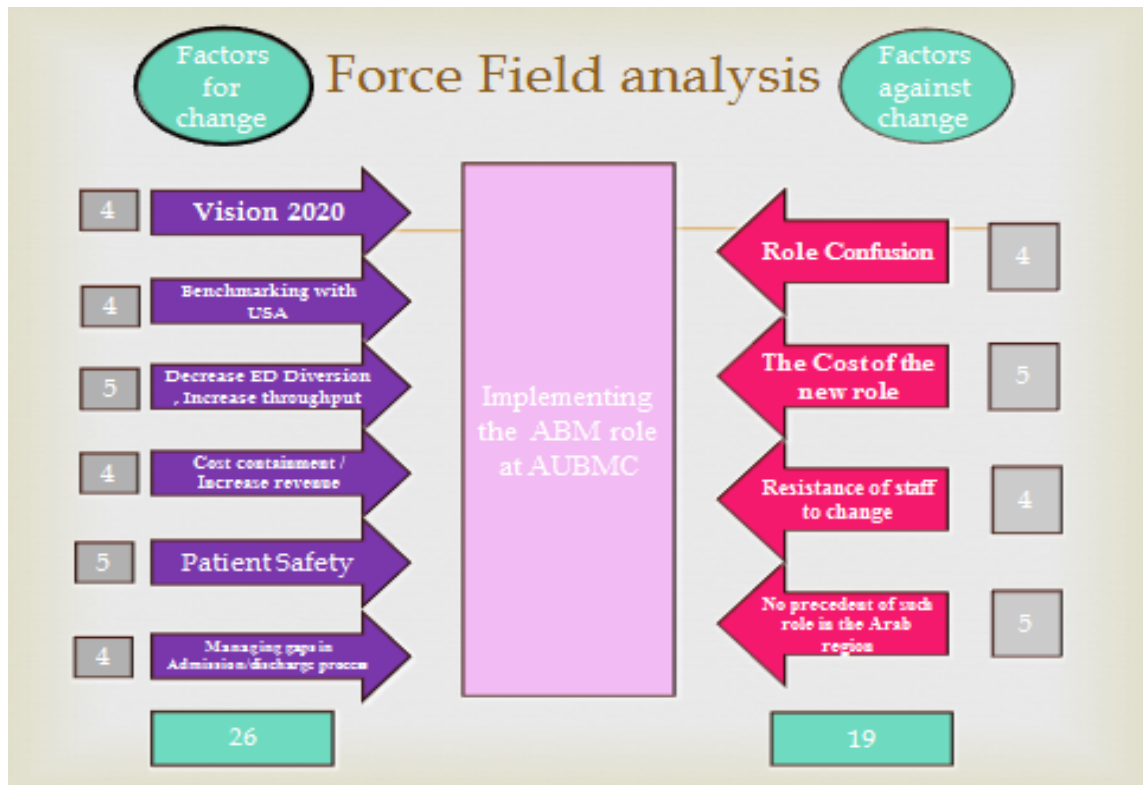 Factors
for
change
Force Field analysis
Factors
against
change
4
Vision 2020
4
Benchmarking with
USA
5
Decrease ED Diversion
, Increase throughput
4
Cost containment /
Increase revenue
5
Patient Safety
4
Managing gaps in
Admission/discharge process
26
Implementing
the ABM role
at AUBMC
Role Confusion
4
The Cost of the
new role
5
Resistance of staff
to change
4
No precedent of such
role in the Arab
region
5
19